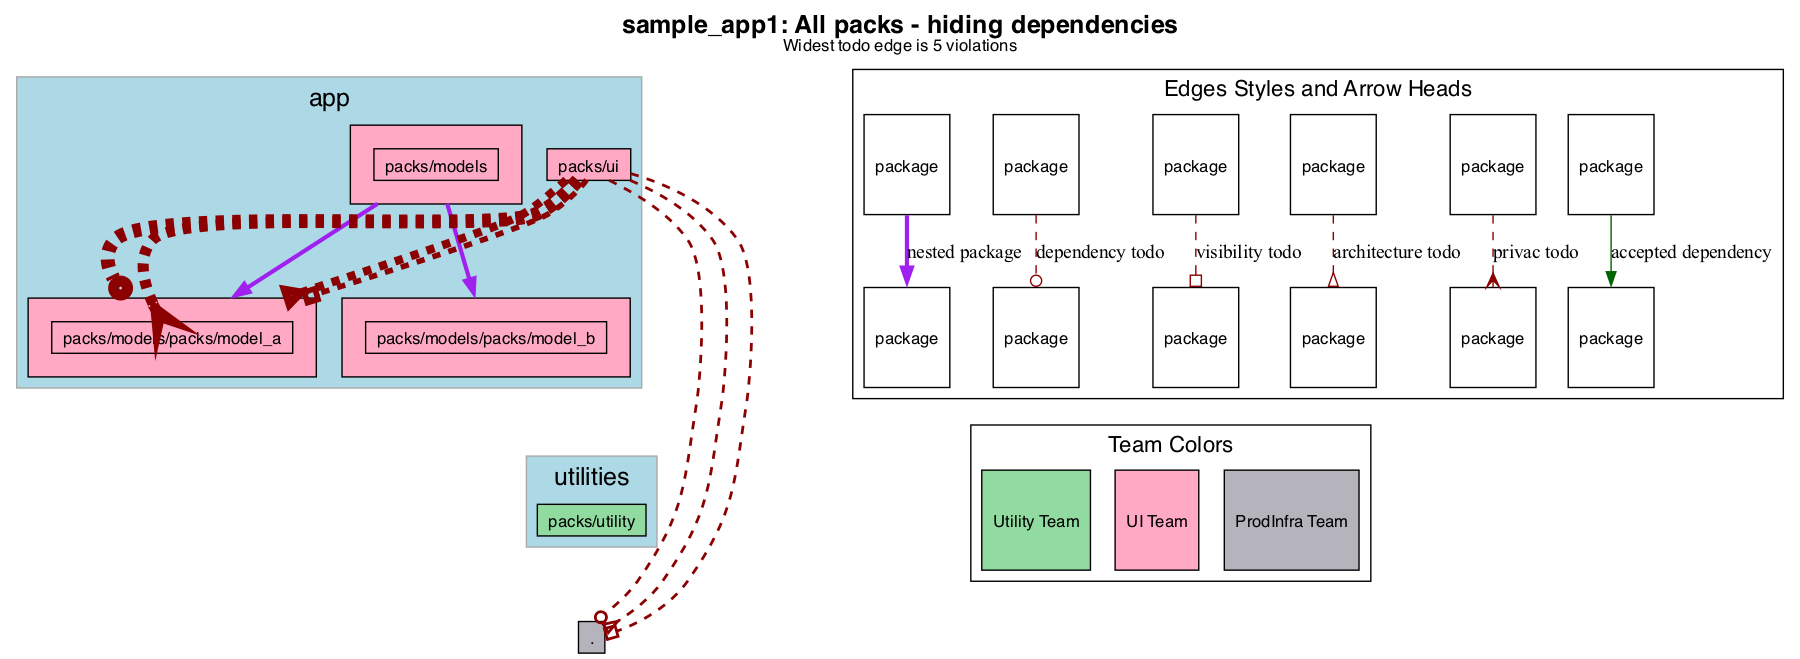 sample_app1: All packs - hiding dependencies
Widest todo edge is 5 violations
app
packs/models
packs/ui
packs/models/packs/model_a
packs/models/packs/model_b
utilities
packs/utility
.
Edges Styles and Arrow Heads
package package package package package package
nested package dependency todo visibility todo architecture todo privac todo accepted dependency
package package package package package package
Team Colors
Utility Team UI Team ProdInfra Team